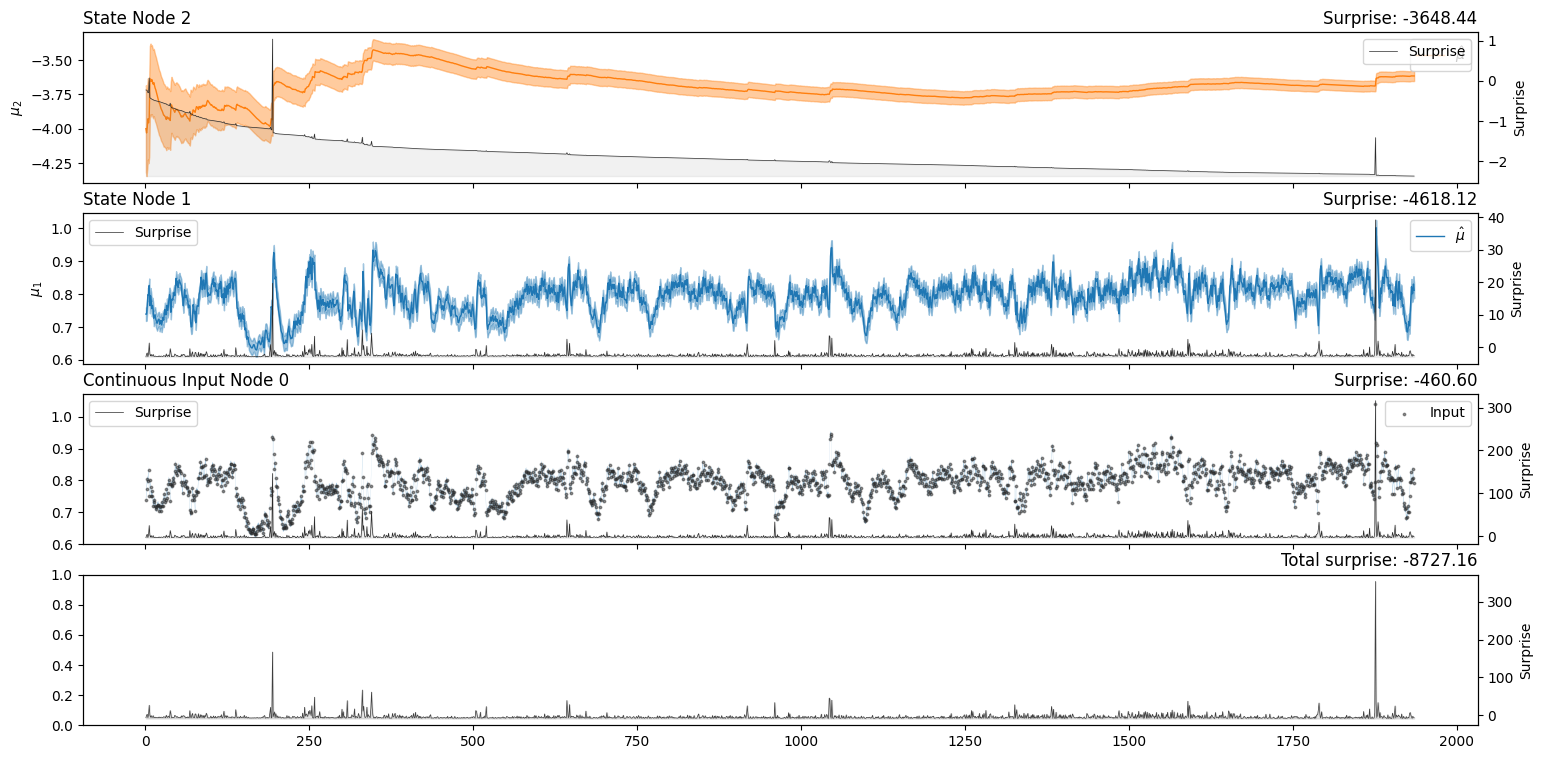 State Node 2
Surprise: -3648.44
−3.50
−3.75
−4.00
−4.25
μ2
Surprise
1
0
−1
−2
Surprise
State Node 1
Surprise: -4618.12
1.0
0.9
0.8
0.7
0.6
μ1
Surprise
μ̂
40
30
20
10
0
Surprise
Continuous Input Node 0
Surprise: -460.60
1.0
0.9
0.8
0.7
0.6
Surprise
Input
300
200
100
0
Surprise
Total surprise: -8727.16
1.0
0.8
0.6
0.4
0.2
0.0
300
200
100
0
Surprise
0 250 500 750 1000 1250 1500 1750 2000